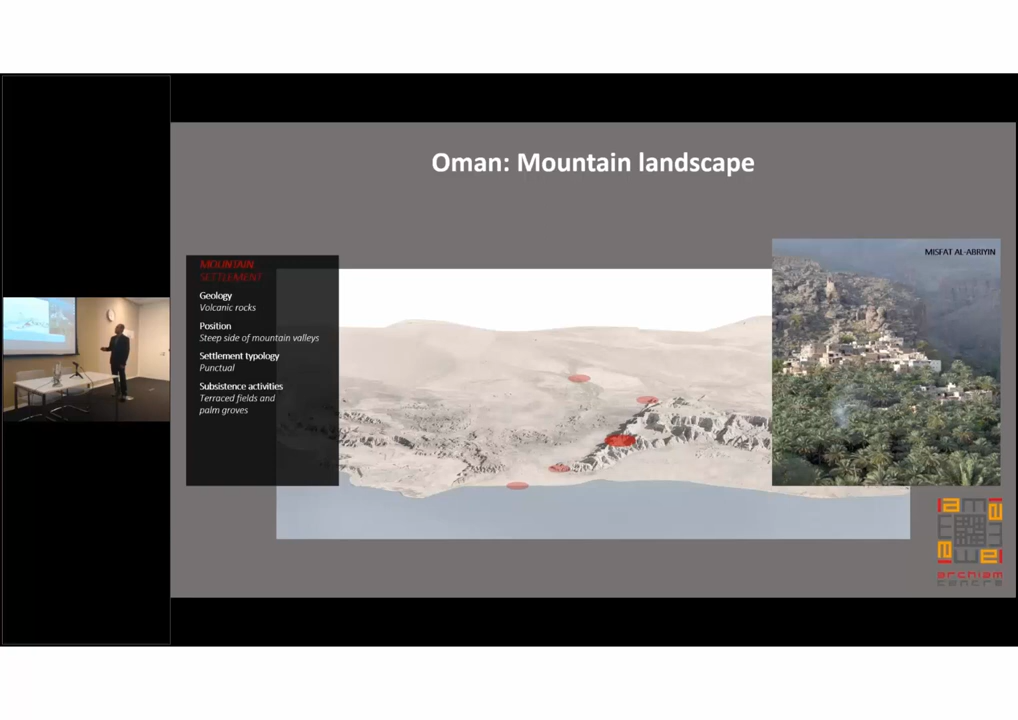 Oman: Mountain landscape
MOUNTAIN
SETTLEMENT
Geology
Volcanic rocks
Position
Steep side of mountain valleys
Settlement typology
Punctual
Subsistence activities
Terraced fields and
palm groves
MISFAT AL-ABRIYIN
archiam
centre